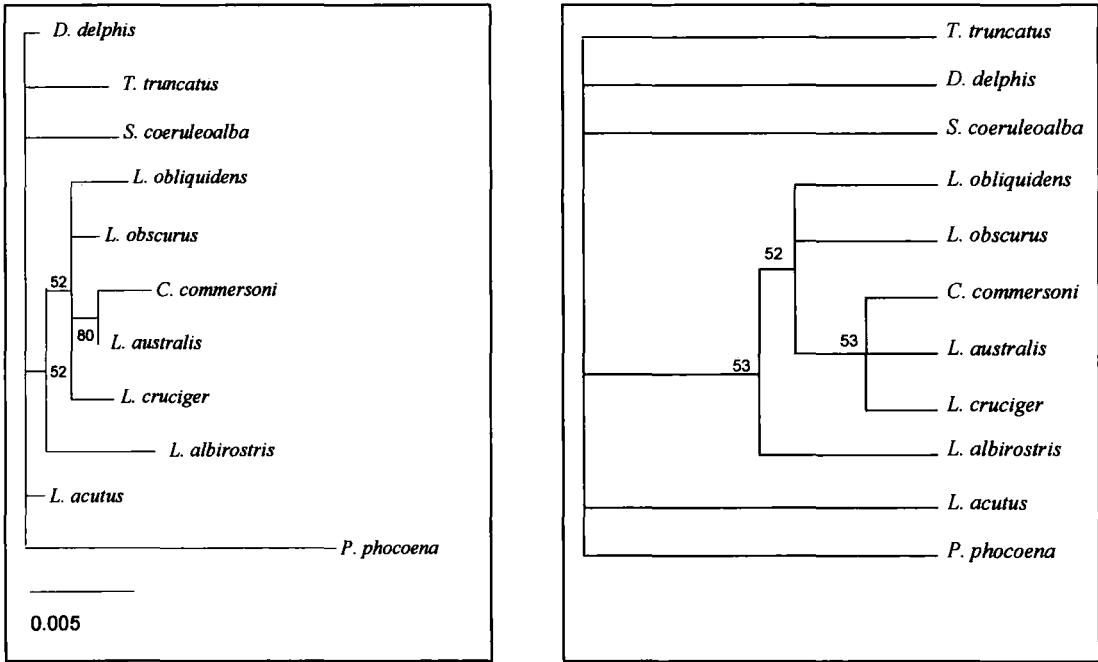 D. delphis
T. truncatus
S. coeruleoalba
L. obliquidens
L. obscurus
52
C. commersoni
80
L. australis
52
L. cruciger
L. albirostris
L. acutus
P. phocoena
0.005
T. truncatus
D. delphis
S. coeruleoalba
L. obliquidens
L. obscurus
52
C. commersoni
53
L. australis
53
L. cruciger
L. albirostris
L. acutus
P. phocoena